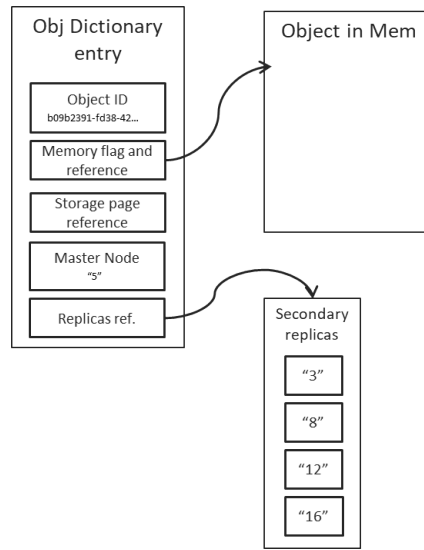 Obj Dictionary
entry
Object ID
b09b2391-fd38-42...
Memory flag and
reference
Storage page
reference
Master Node
“5”
Replicas ref.
Object in Mem
Secondary
replicas
“3”
“8”
“12”
“16”